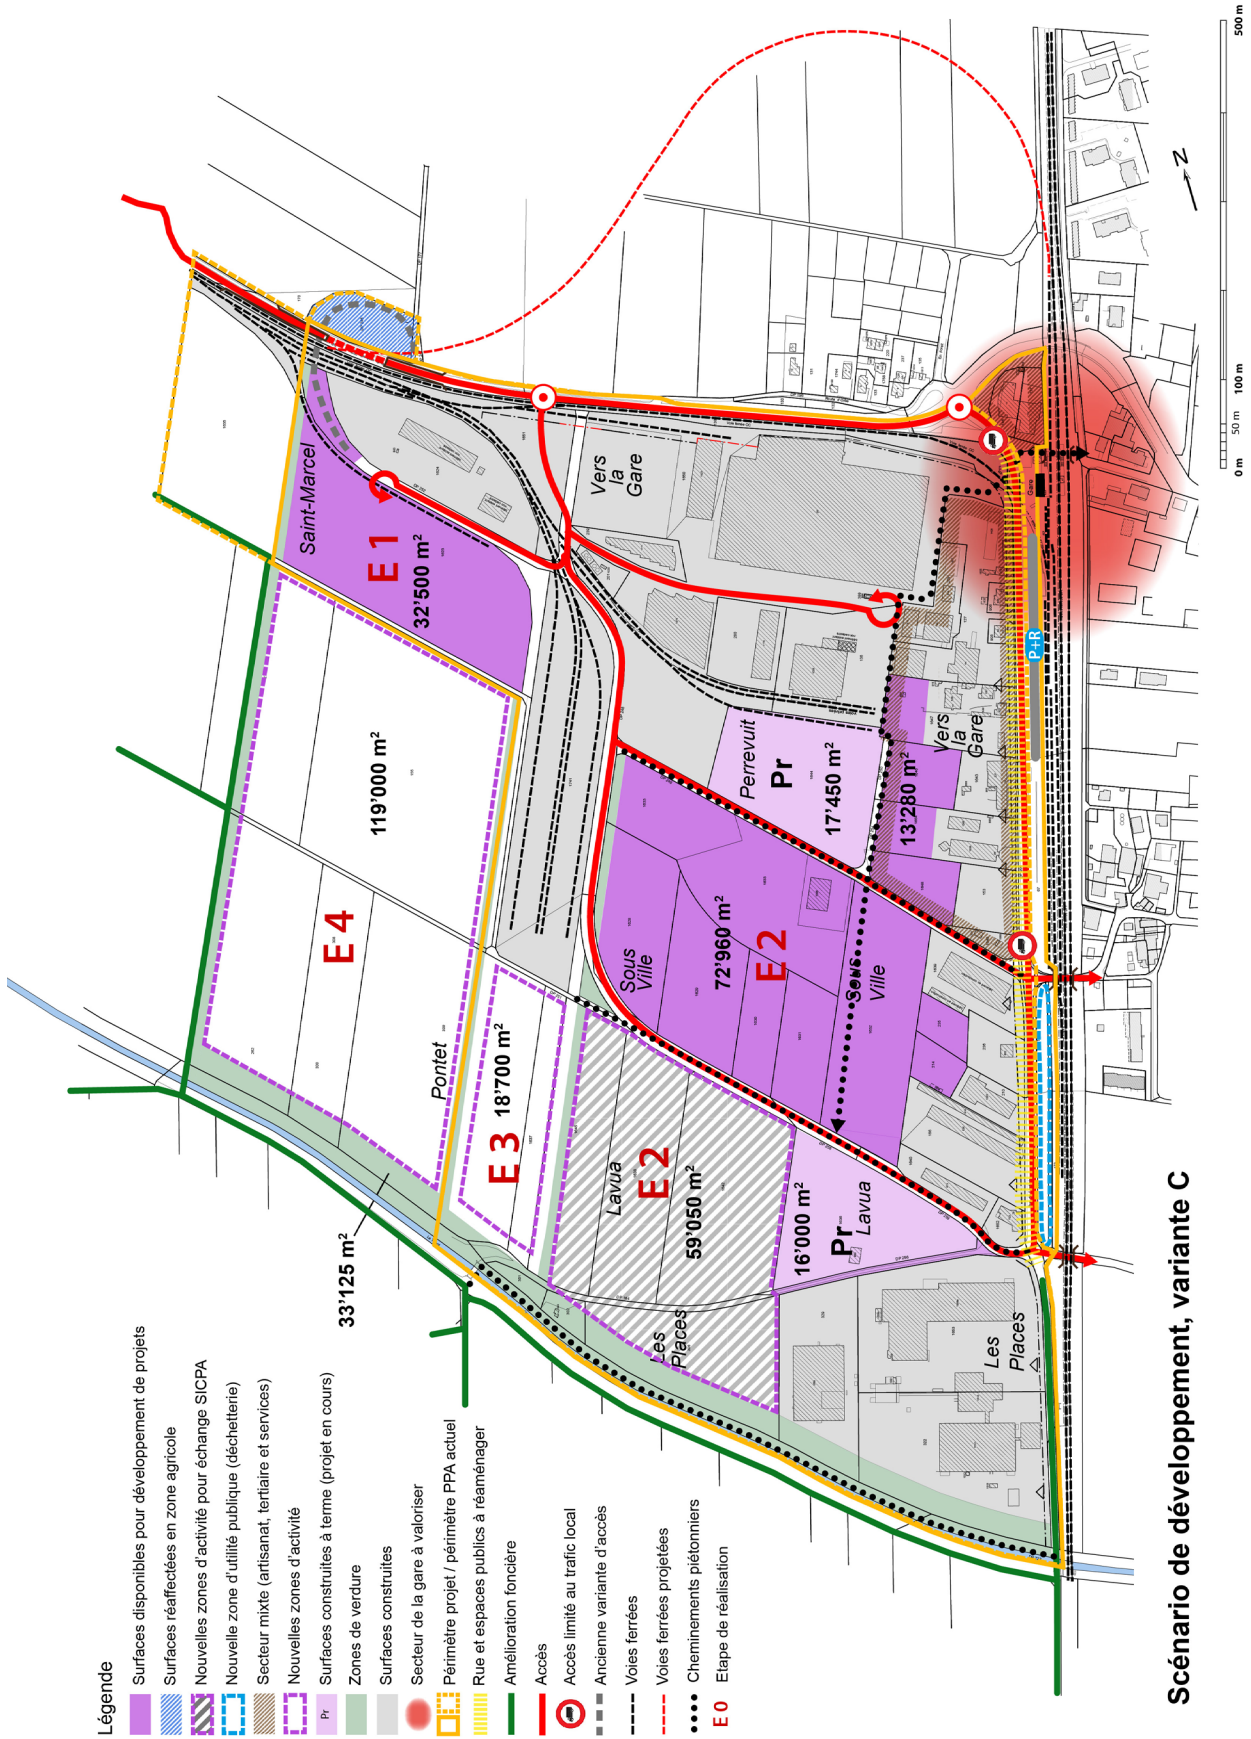 Légende
Surfaces disponibles pour développement de projets
Surfaces réaffectées en zone agricole
Nouvelles zones d'activité pour échange SICPA
Nouvelle zone d'utilité publique (déchetterie)
Secteur mixte (artisanat, tertiaire et services)
Nouvelles zones d'activité
Pr
Surfaces construites à terme (projet en cours)
Zones de verdure
Surfaces construites
Secteur de la gare à valoriser
Périmètre projet / périmètre PPA actuel
Rue et espaces publics à réaménager
Amélioration foncière
Accès
Accès limité au trafic local
Ancienne variante d'accès
Voies ferrées
Voies ferrées projetées
Cheminements piétonniers
E 0
Etape de réalisation
33'125 m²
E 4
119'000 m²
Pontet
Saint-Marcel
E 1
32'500 m²
E 3
18'700 m²
Lavua
E 2
59'050 m²
Les
Places
Sous
Ville
72'960 m²
E 2
Sous
Ville
16'000 m²
Pr
Lavua
Perrevuit
Pr
17'450 m²
13'280 m²
Vers
la
Gare
Vers
la
Gare
Les
Places
Gare
P+R
N
0 m
50 m
100 m
500 m
Scénario de développement, variante C